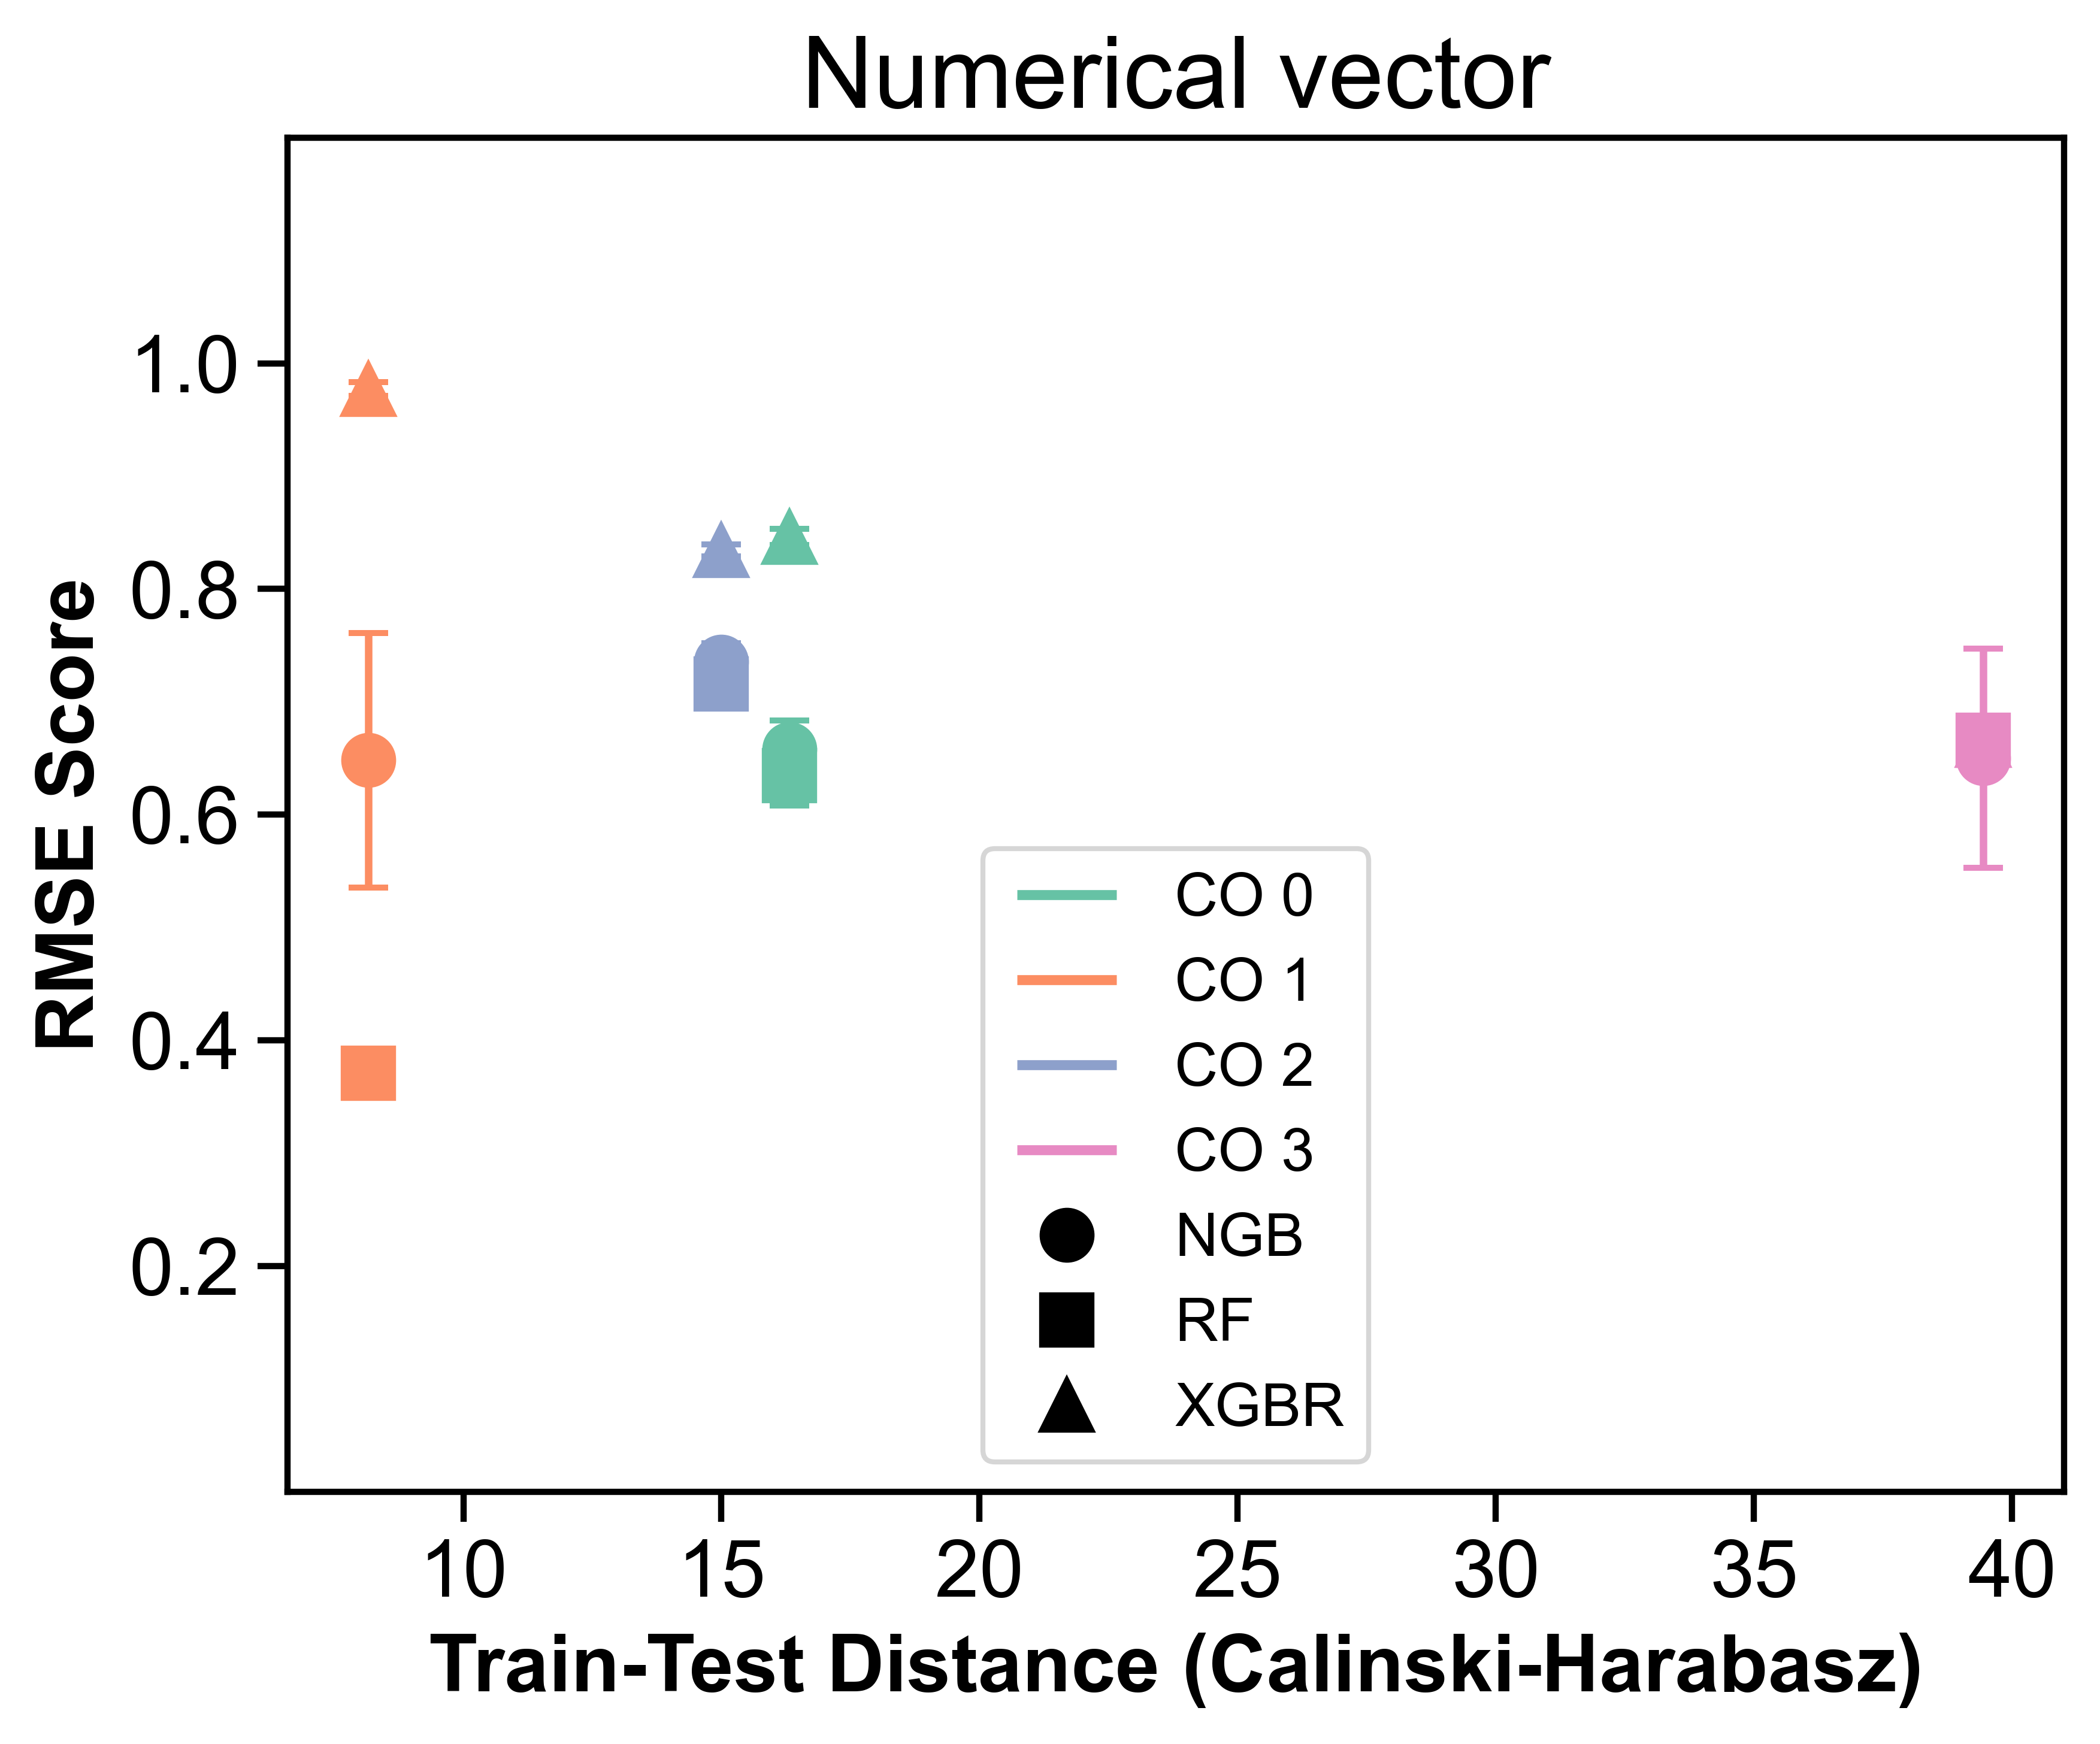 Numerical vector
RMSE Score
1.0
0.8
0.6
0.4
0.2
CO 0
CO 1
CO 2
CO 3
NGB
RF
XGBR
10 15 20 25 30 35 40
Train-Test Distance (Calinski-Harabasz)